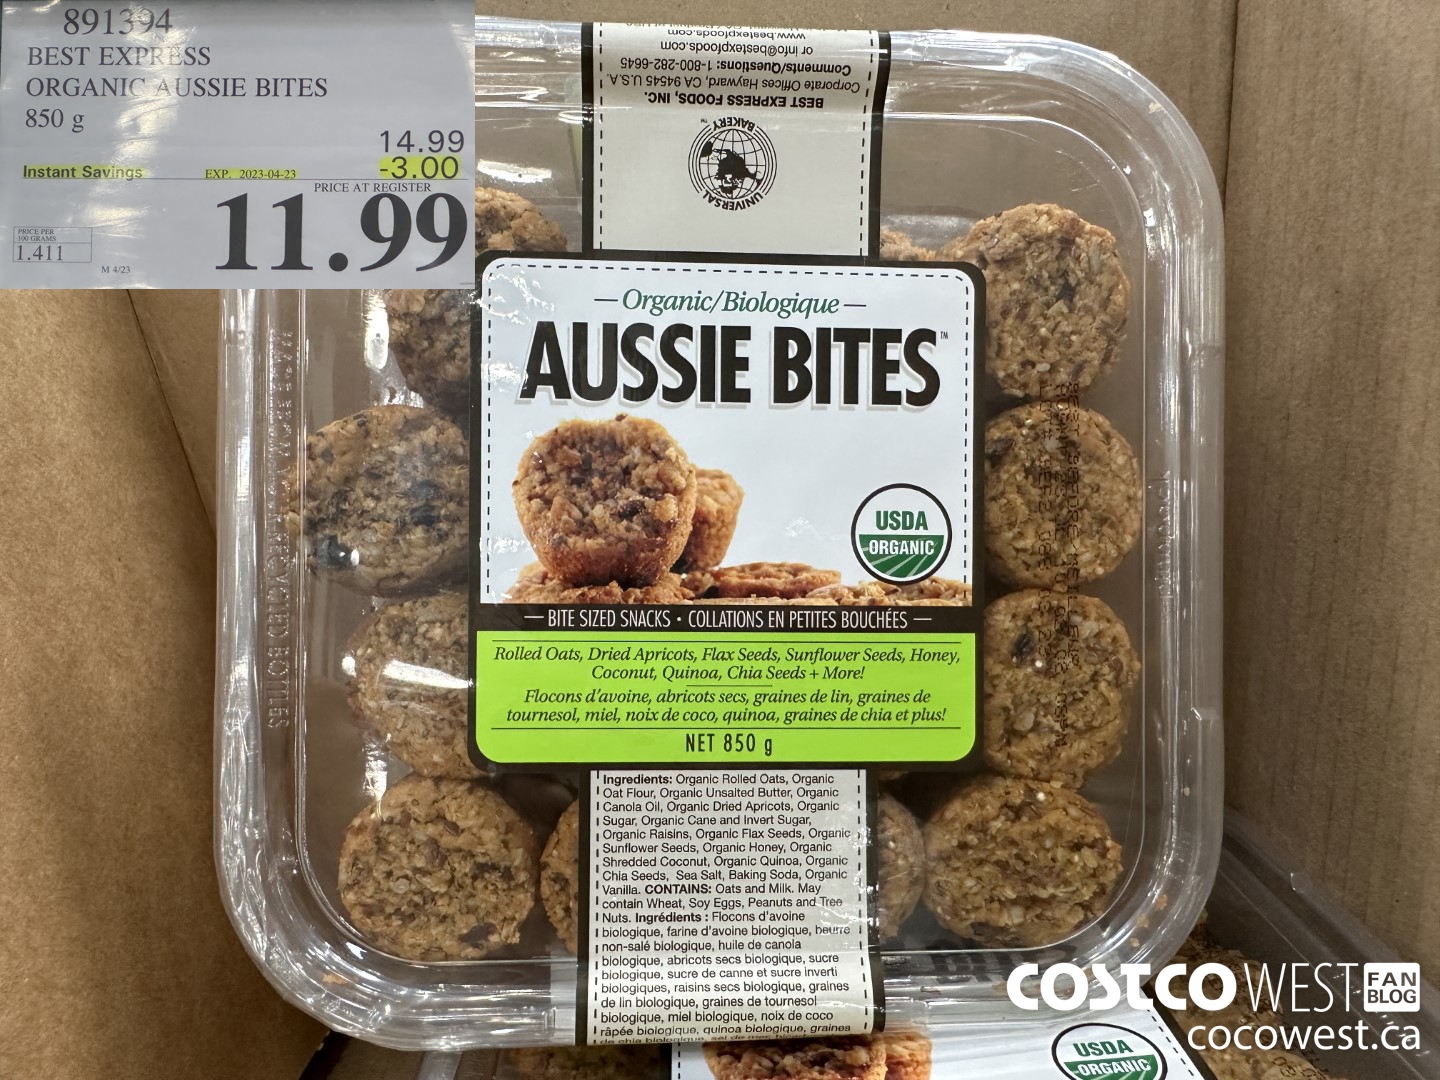 891394
BEST EXPRESS
ORGANIC AUSSIE BITES
850 g
14.99
Instant Savings EXP. 2023-04-23 -3.00
PRICE AT REGISTER
11.99
PRICE PER
100 GRAMS
1.411
M 4/23
www.bestexpfoods.com
or info@bestexpfoods.com
Comments/Questions: 1-800-282-6645
Corporate Offices Hayward, CA 94545 U.S.A.
BEST EXPRESS FOODS, INC.
UNIVERSAL
BAKERY™
Organic/Biologique
AUSSIE BITES™
USDA
ORGANIC
BITE SIZED SNACKS • COLLATIONS EN PETITES BOUCHÉES
Rolled Oats, Dried Apricots, Flax Seeds, Sunflower Seeds, Honey,
Coconut, Quinoa, Chia Seeds + More!
Flocons d'avoine, abricots secs, graines de lin, graines de
tournesol, miel, noix de coco, quinoa, graines de chia et plus!
NET 850 g
Ingredients: Organic Rolled Oats, Organic
Oat Flour, Organic Unsalted Butter, Organic
Canola Oil, Organic Dried Apricots, Organic
Sugar, Organic Cane and Invert Sugar,
Organic Raisins, Organic Flax Seeds, Organic
Sunflower Seeds, Organic Honey, Organic
Shredded Coconut, Organic Quinoa, Organic
Chia Seeds, Sea Salt, Baking Soda, Organic
Vanilla. CONTAINS: Oats and Milk. May
contain Wheat, Soy Eggs, Peanuts and Tree
Nuts. Ingrédients : Flocons d'avoine
biologique, farine d'avoine biologique, beurre
non-salé biologique, huile de canola
biologique, abricots secs biologique, sucre
biologique, sucre de canne et sucre inverti
biologiques, raisins secs biologique, graines
de lin biologique, graines de tournesol
biologique, miel biologique, noix de coco
râpée biologique, quinoa biologique, graines
de chia biologique, sel de mer,
RECYCLED BOTTLES
COSTCO WEST FAN
BLOG
cocowest.ca
USDA
ORGANIC